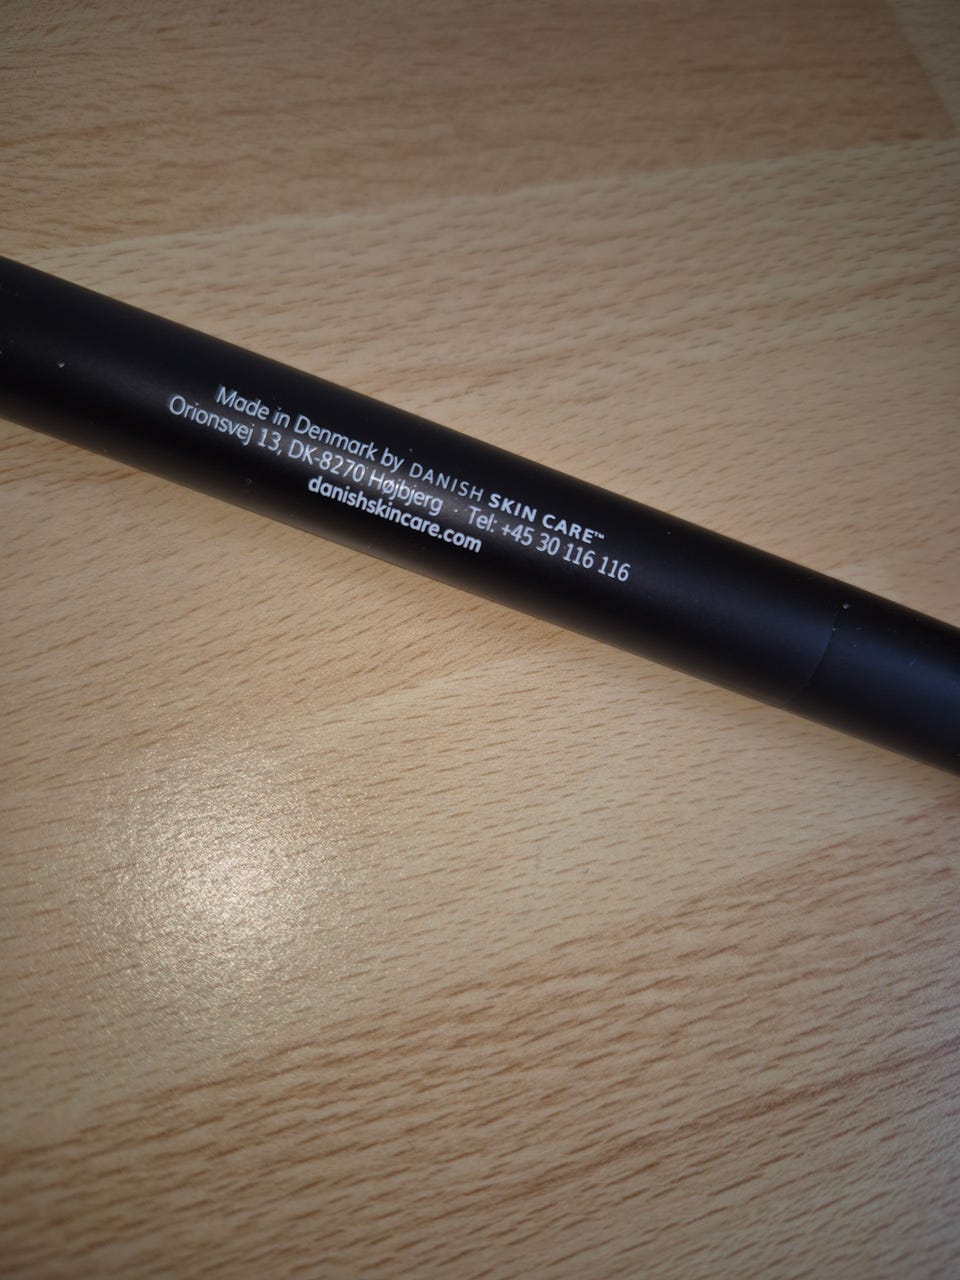 Made in Denmark by DANISH SKIN CARE™
Orionsvej 13, DK-8270 Højbjerg · Tel: +45 30 116 116
danishskincare.com